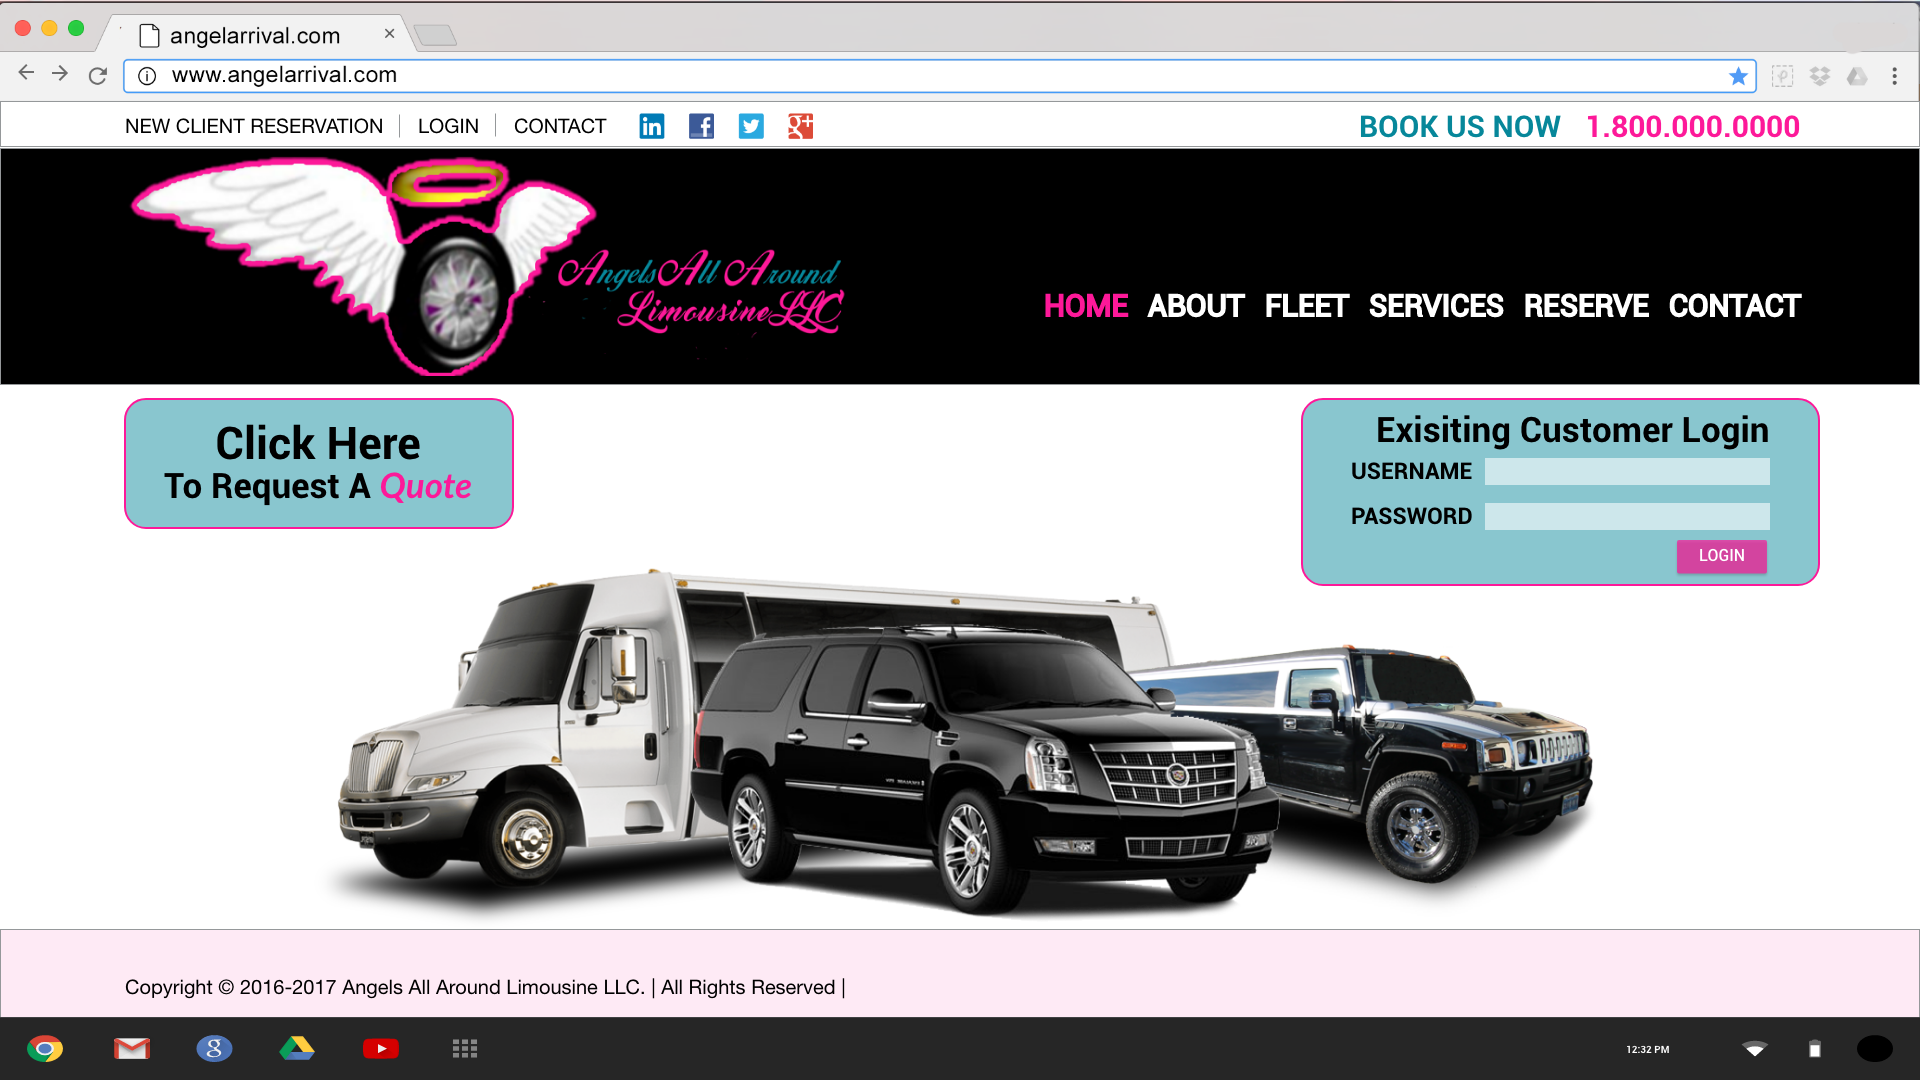 angelarrival.com
www.angelarrival.com
NEW CLIENT RESERVATION LOGIN CONTACT
BOOK US NOW 1.800.000.0000
Angels All Around
Limousine LLC
HOME ABOUT FLEET SERVICES RESERVE CONTACT
Click Here
To Request A Quote
Exisiting Customer Login
USERNAME
PASSWORD
LOGIN
Copyright © 2016-2017 Angels All Around Limousine LLC. | All Rights Reserved |
12:32 PM